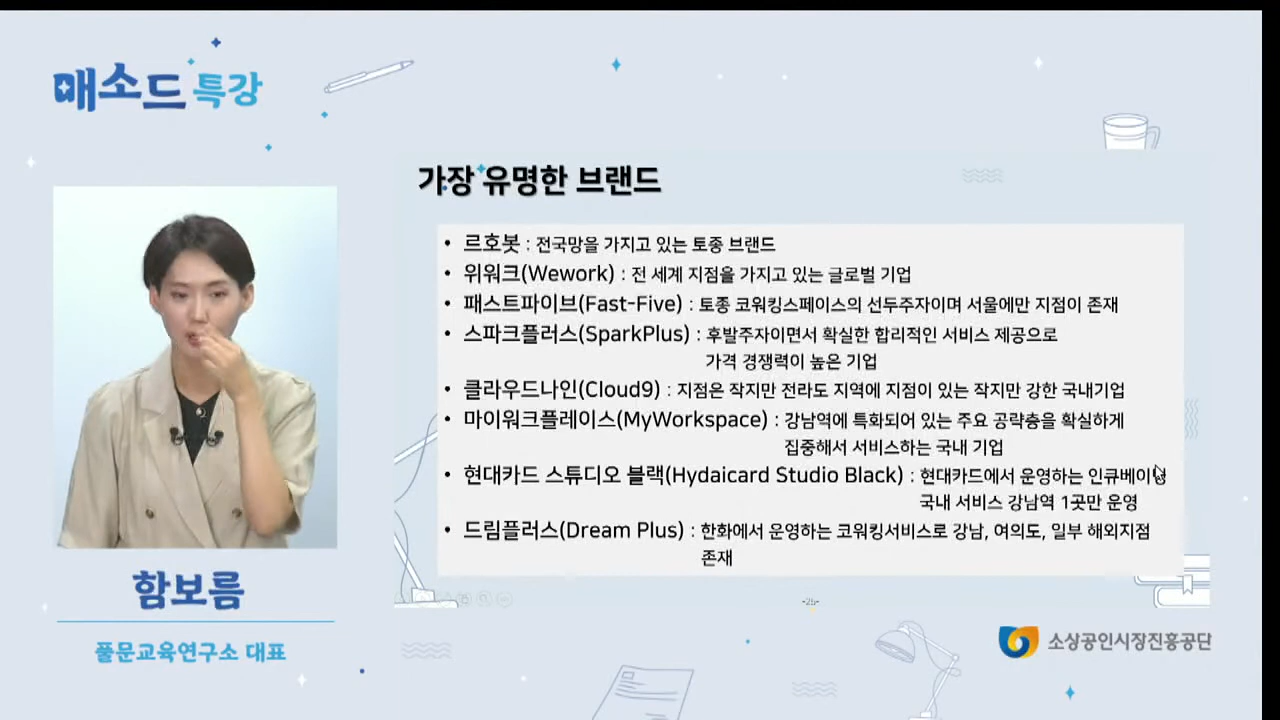 매소드 특강
가장 유명한 브랜드
• 르호봇 : 전국망을 가지고 있는 토종 브랜드
• 위워크(Wework) : 전 세계 지점을 가지고 있는 글로벌 기업
• 패스트파이브(Fast-Five) : 토종 코워킹스페이스의 선두주자이며 서울에만 지점이 존재
• 스파크플러스(SparkPlus) : 후발주자이면서 확실한 합리적인 서비스 제공으로
가격 경쟁력이 높은 기업
• 클라우드나인(Cloud9) : 지점은 작지만 전라도 지역에 지점이 있는 작지만 강한 국내기업
• 마이워크플레이스(MyWorkspace) : 강남역에 특화되어 있는 주요 공략층을 확실하게
집중해서 서비스하는 국내 기업
• 현대카드 스튜디오 블랙(Hydaicard Studio Black) : 현대카드에서 운영하는 인큐베이팅
국내 서비스 강남역 1곳만 운영
• 드림플러스(Dream Plus) : 한화에서 운영하는 코워킹서비스로 강남, 여의도, 일부 해외지점
존재
함보름
풀문교육연구소 대표
소상공인시장진흥공단